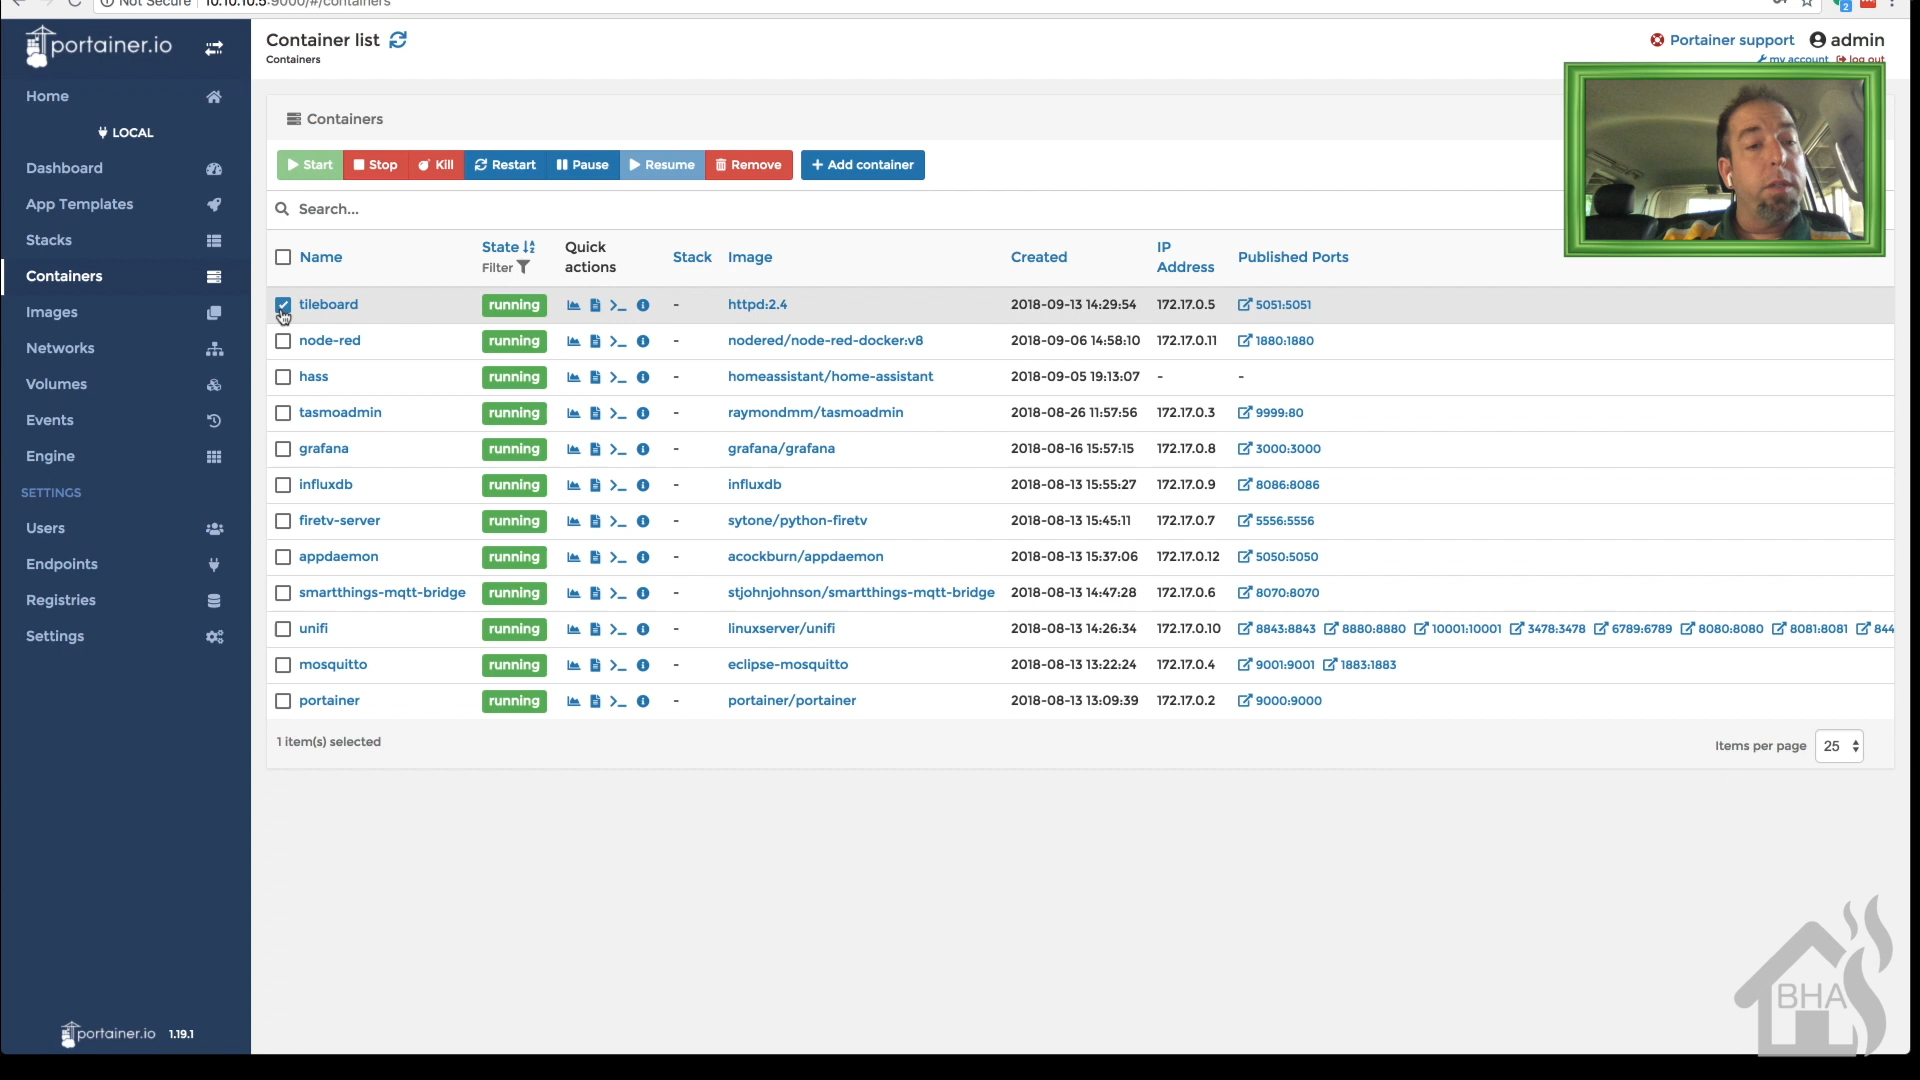 Not Secure 10.10.10.5:9000/#/containers
2
portainer.io
Container list
Containers
Portainer support admin
my account log out
Home
LOCAL
Dashboard
App Templates
Stacks
Containers
Images
Networks
Volumes
Events
Engine
SETTINGS
Users
Endpoints
Registries
Settings
portainer.io 1.19.1
Containers
Start Stop Kill Restart Pause Resume Remove Add container
Search...
Name State Filter Quick actions Stack Image Created IP Address Published Ports
tileboard running - httpd:2.4 2018-09-13 14:29:54 172.17.0.5 5051:5051
node-red running - nodered/node-red-docker:v8 2018-09-06 14:58:10 172.17.0.11 1880:1880
hass running - homeassistant/home-assistant 2018-09-05 19:13:07 - -
tasmoadmin running - raymondmm/tasmoadmin 2018-08-26 11:57:56 172.17.0.3 9999:80
grafana running - grafana/grafana 2018-08-16 15:57:15 172.17.0.8 3000:3000
influxdb running - influxdb 2018-08-13 15:55:27 172.17.0.9 8086:8086
firetv-server running - sytone/python-firetv 2018-08-13 15:45:11 172.17.0.7 5556:5556
appdaemon running - acockburn/appdaemon 2018-08-13 15:37:06 172.17.0.12 5050:5050
smartthings-mqtt-bridge running - stjohnjohnson/smartthings-mqtt-bridge 2018-08-13 14:47:28 172.17.0.6 8070:8070
unifi running - linuxserver/unifi 2018-08-13 14:26:34 172.17.0.10 8843:8843 8880:8880 10001:10001 3478:3478 6789:6789 8080:8080 8081:8081 844
mosquitto running - eclipse-mosquitto 2018-08-13 13:22:24 172.17.0.4 9001:9001 1883:1883
portainer running - portainer/portainer 2018-08-13 13:09:39 172.17.0.2 9000:9000
1 item(s) selected
Items per page 25
BHA